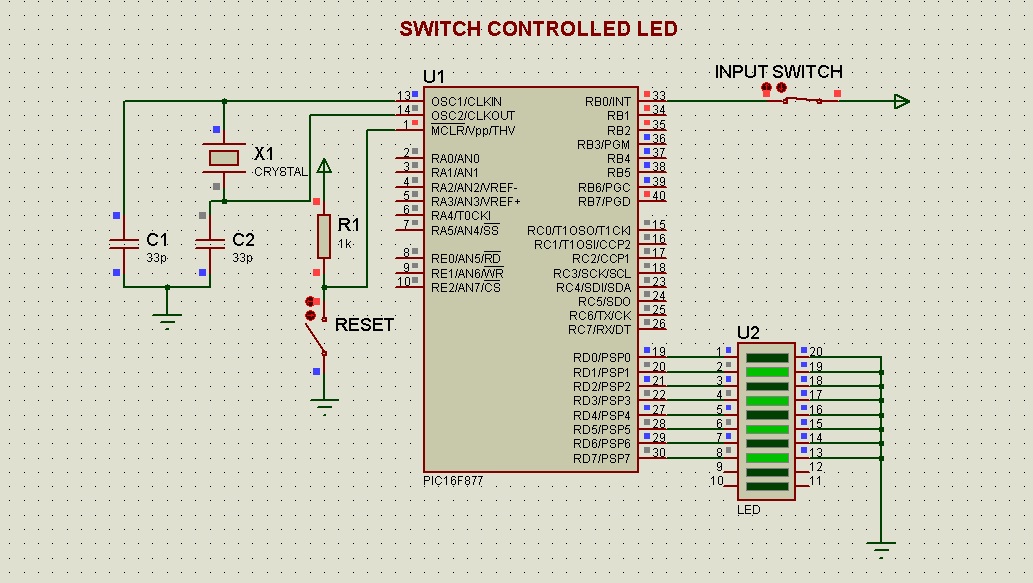 SWITCH CONTROLLED LED
U1
INPUT SWITCH
13 OSC1/CLKIN
14 OSC2/CLKOUT
1 MCLR/Vpp/THV
2 RA0/AN0
3 RA1/AN1
4 RA2/AN2/VREF-
5 RA3/AN3/VREF+
6 RA4/T0CKI
7 RA5/AN4/SS
8 RE0/AN5/RD
9 RE1/AN6/WR
10 RE2/AN7/CS
RB0/INT 33
RB1 34
RB2 35
RB3/PGM 36
RB4 37
RB5 38
RB6/PGC 39
RB7/PGD 40
RC0/T1OSO/T1CKI 15
RC1/T1OSI/CCP2 16
RC2/CCP1 17
RC3/SCK/SCL 18
RC4/SDI/SDA 23
RC5/SDO 24
RC6/TX/CK 25
RC7/RX/DT 26
RD0/PSP0 19
RD1/PSP1 20
RD2/PSP2 21
RD3/PSP3 22
RD4/PSP4 27
RD5/PSP5 28
RD6/PSP6 29
RD7/PSP7 30
PIC16F877
X1
CRYSTAL
C1
33p
C2
33p
R1
1k
RESET
U2
1 20
2 19
3 18
4 17
5 16
6 15
7 14
8 13
9 12
10 11
LED